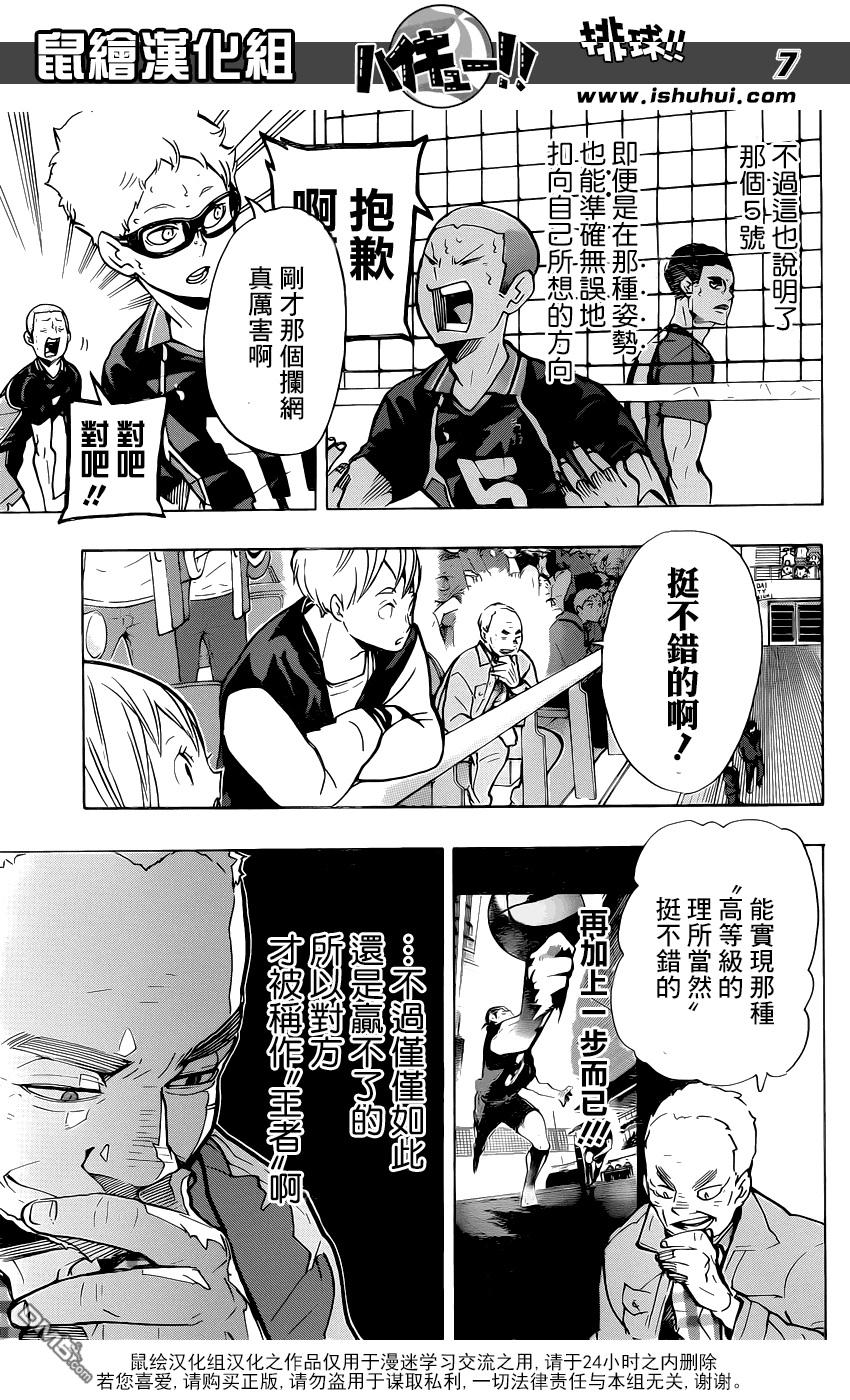 鼠繪漢化組
ハイキュー!!
排球!!
7
www.ishuhui.com
不過這也說明了
那個5號
即便是在那種姿勢
也能準確無誤地
扣向自己所想的方向
抱歉
啊
剛才那個攔網
真厲害啊
對吧
對吧!!
挺不錯的啊!
能實現那種
"高等級的
理所當然"
挺不錯的
再加上一步而已!!!
…不過僅僅如此
還是贏不了的
所以對方
才被稱作"王者"啊
鼠绘汉化组汉化之作品仅用于漫迷学习交流之用, 请于24小时之内删除
若您喜爱, 请购买正版, 请勿盗用于谋取私利, 一切法律责任与本组无关, 谢谢。